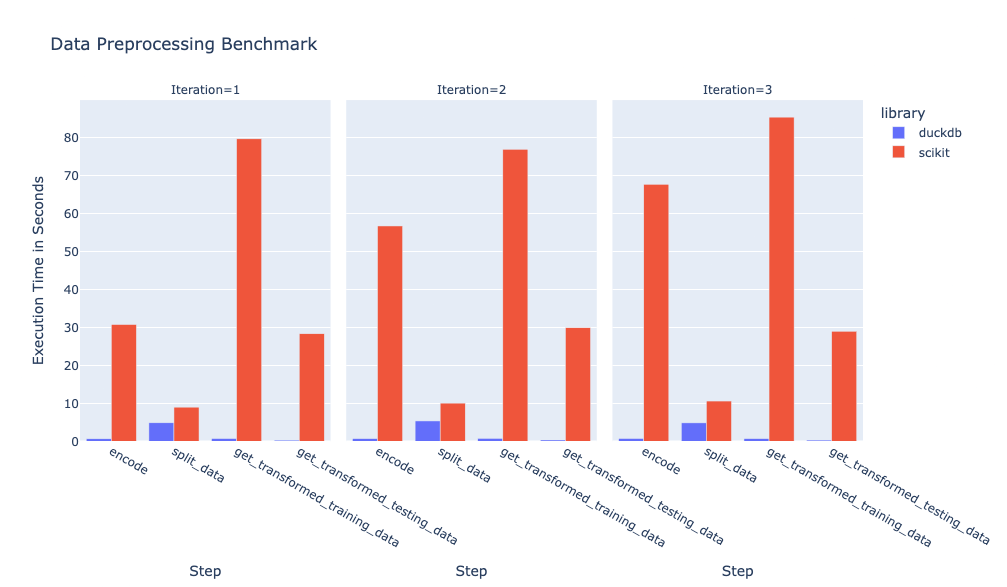 Data Preprocessing Benchmark
Iteration=1
Iteration=2
Iteration=3
library
duckdb
scikit
Execution Time in Seconds
80
70
60
50
40
30
20
10
0
encode
split_data
get_transformed_training_data
get_transformed_testing_data
encode
split_data
get_transformed_training_data
get_transformed_testing_data
encode
split_data
get_transformed_training_data
get_transformed_testing_data
Step
Step
Step